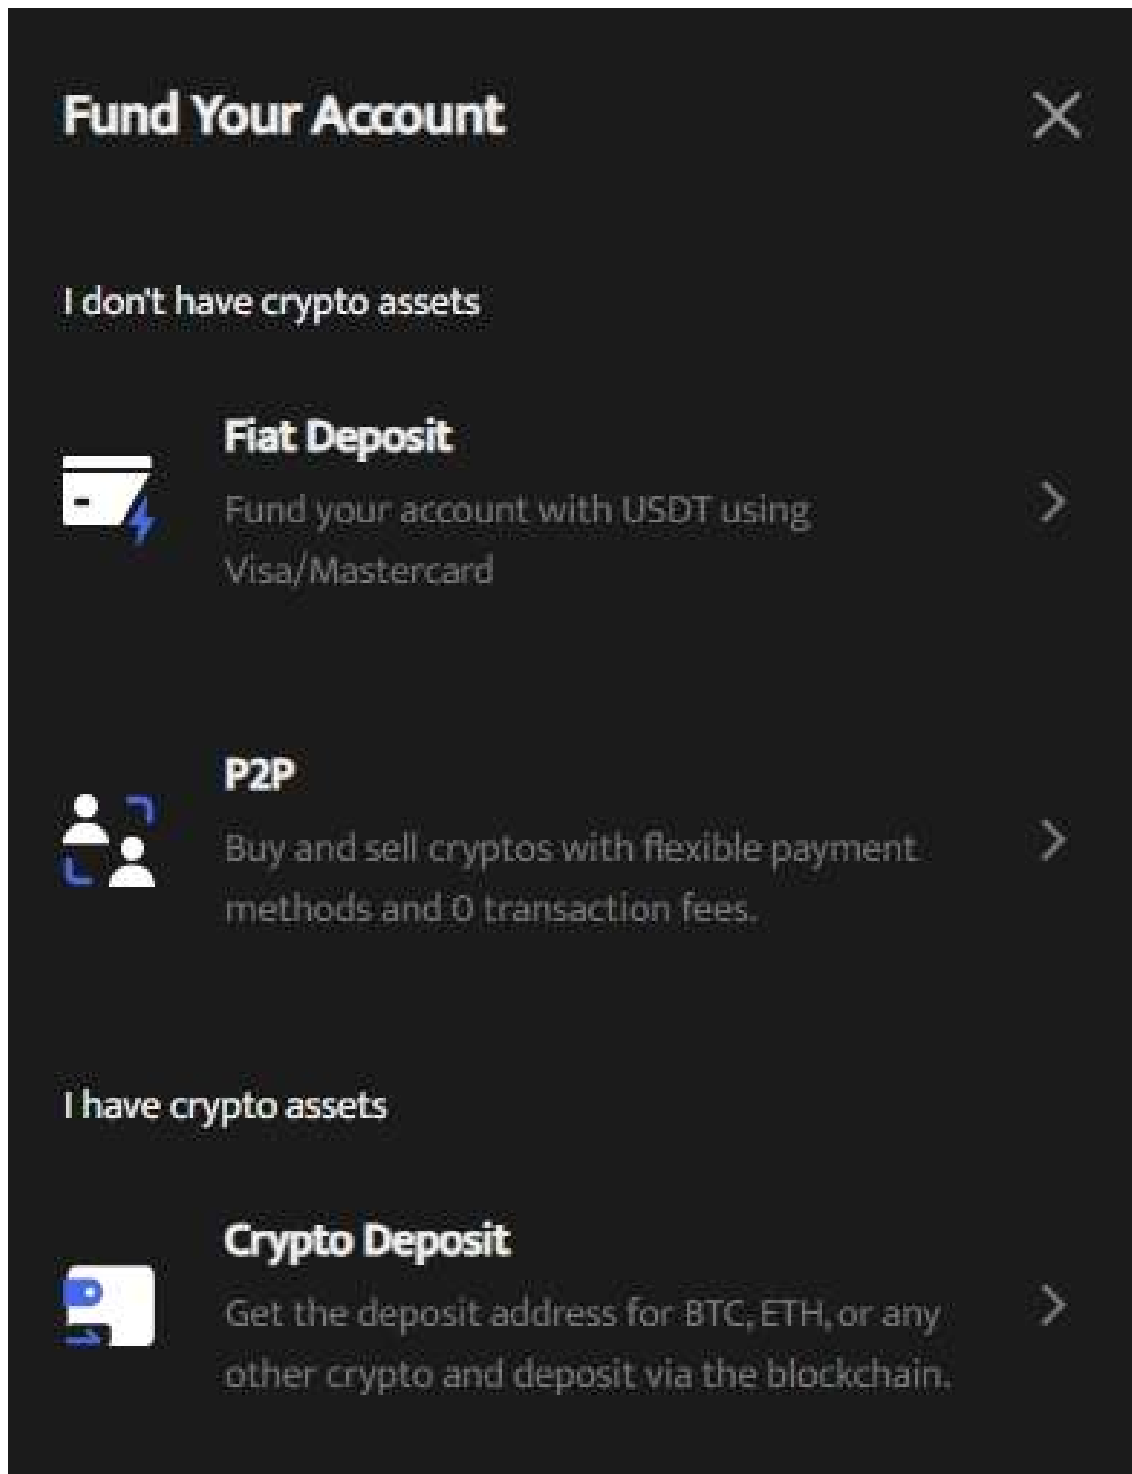 Fund Your Account
I don't have crypto assets
Fiat Deposit
Fund your account with USDT using
Visa/Mastercard
P2P
Buy and sell cryptos with flexible payment
methods and 0 transaction fees.
I have crypto assets
Crypto Deposit
Get the deposit address for BTC, ETH, or any
other crypto and deposit via the blockchain.